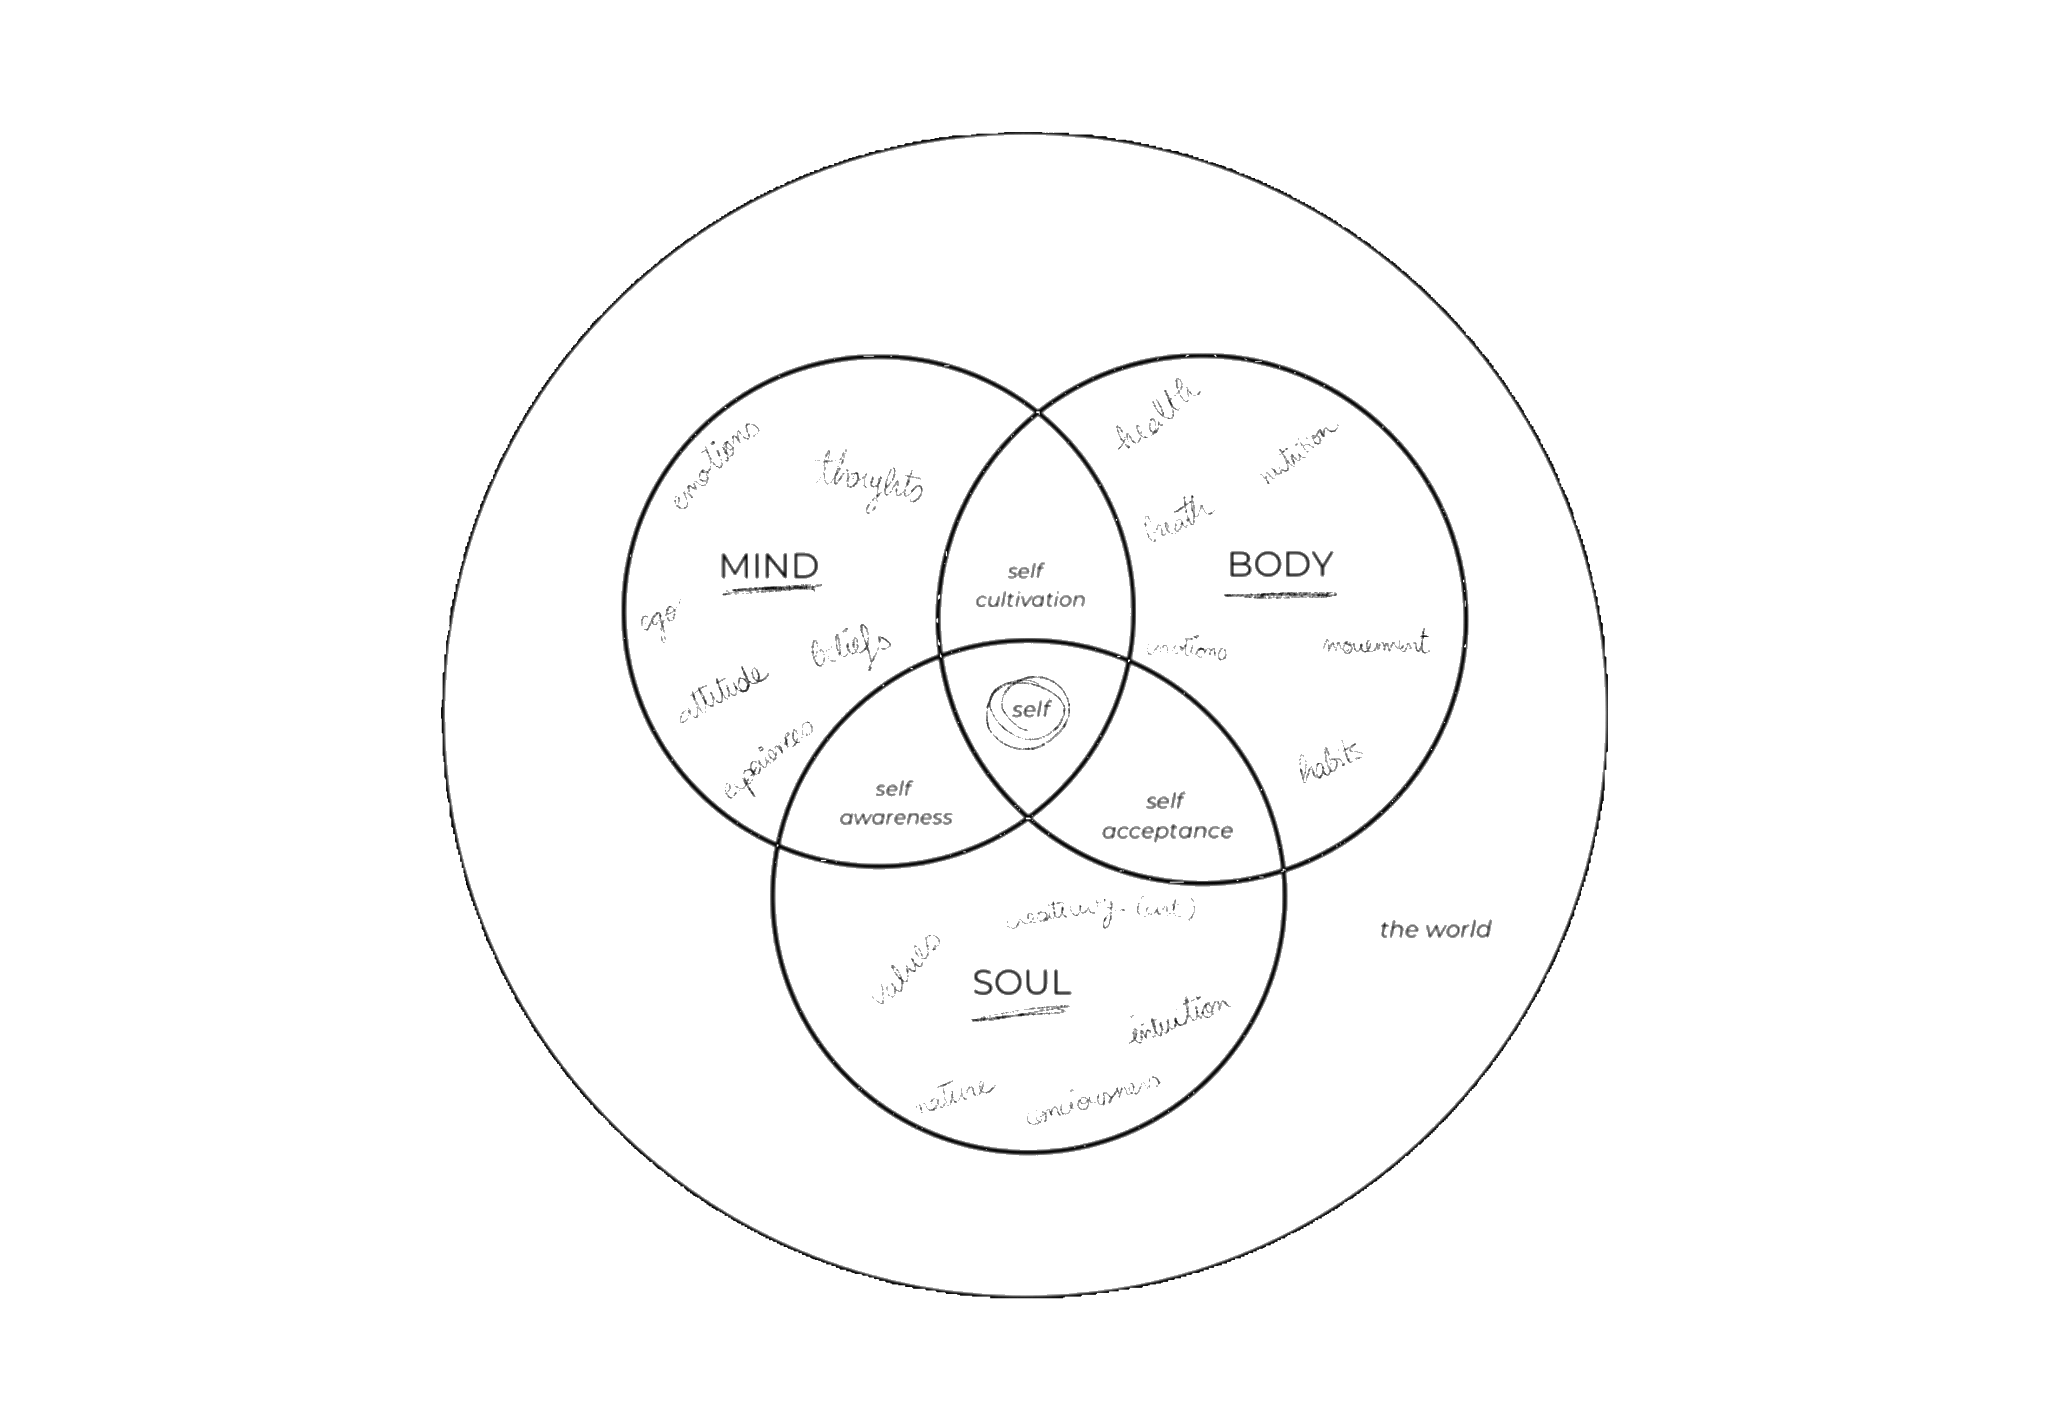 health
emotions
nutrition
thoughts
breath
MIND
BODY
self
cultivation
ego
beliefs
emotions
movement
attitude
self
experiences
habits
self
awareness
self
acceptance
creativity (art)
the world
values
SOUL
intuition
nature